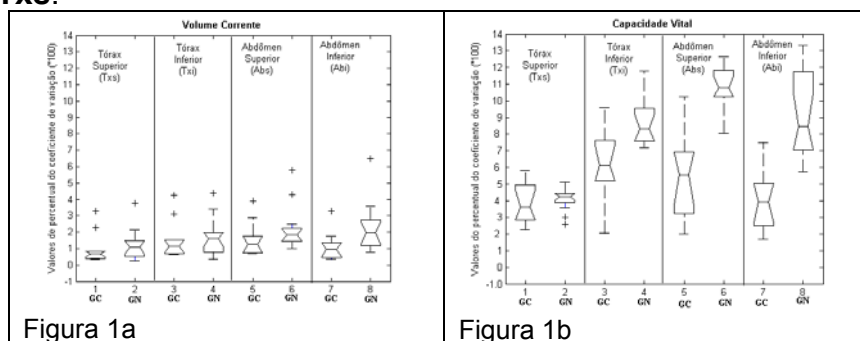 Txs.
Volume Corrente
Valores de percentual do coeficiente de variação (*100)
14
13
12
11
10
9
8
7
6
5
4
3
2
1
0
-1
Tórax
Superior
(Txs)
Tórax
Inferior
(Txi)
Abdômen
Superior
(Abs)
Abdômen
Inferior
(Abi)
1 2 3 4 5 6 7 8
GC GN GC GN GC GN GC GN
Figura 1a
Capacidade Vital
Valores do percentual do coeficiente de variação (*100)
14
13
12
11
10
9
8
7
6
5
4
3
2
1
0
-1.0
Tórax
Superior
(Txs)
Tórax
Inferior
(Txi)
Abdômen
Superior
(Abs)
Abdômen
Inferior
(Abi)
1 2 3 4 5 6 7 8
GC GN GC GN GC GN GC GN
Figura 1b